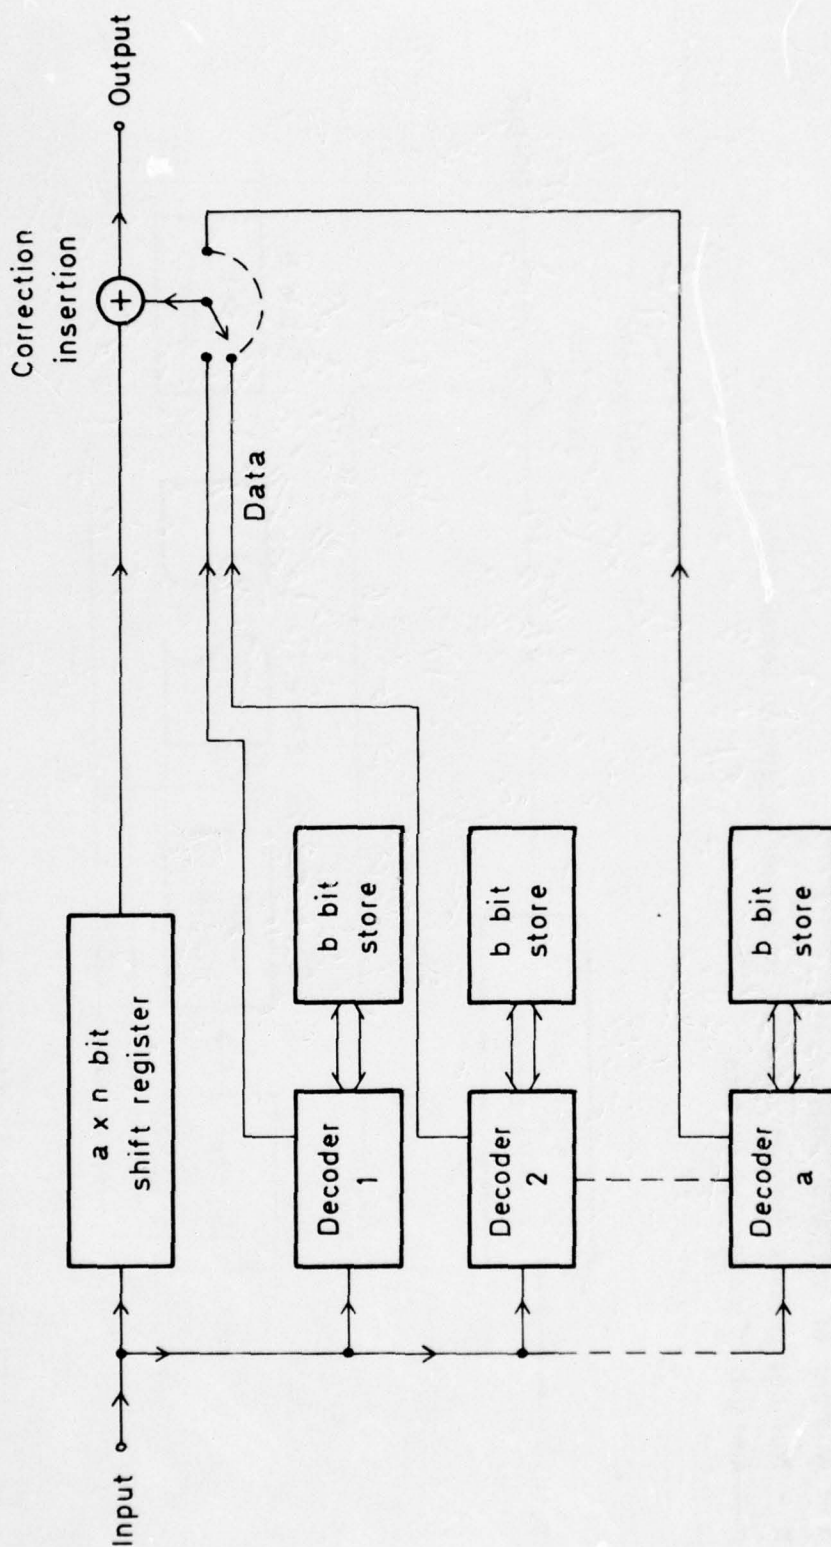 Input
a x n bit
shift register
Correction
insertion
Output
Data
Decoder
1
b bit
store
Decoder
2
b bit
store
Decoder
a
b bit
store